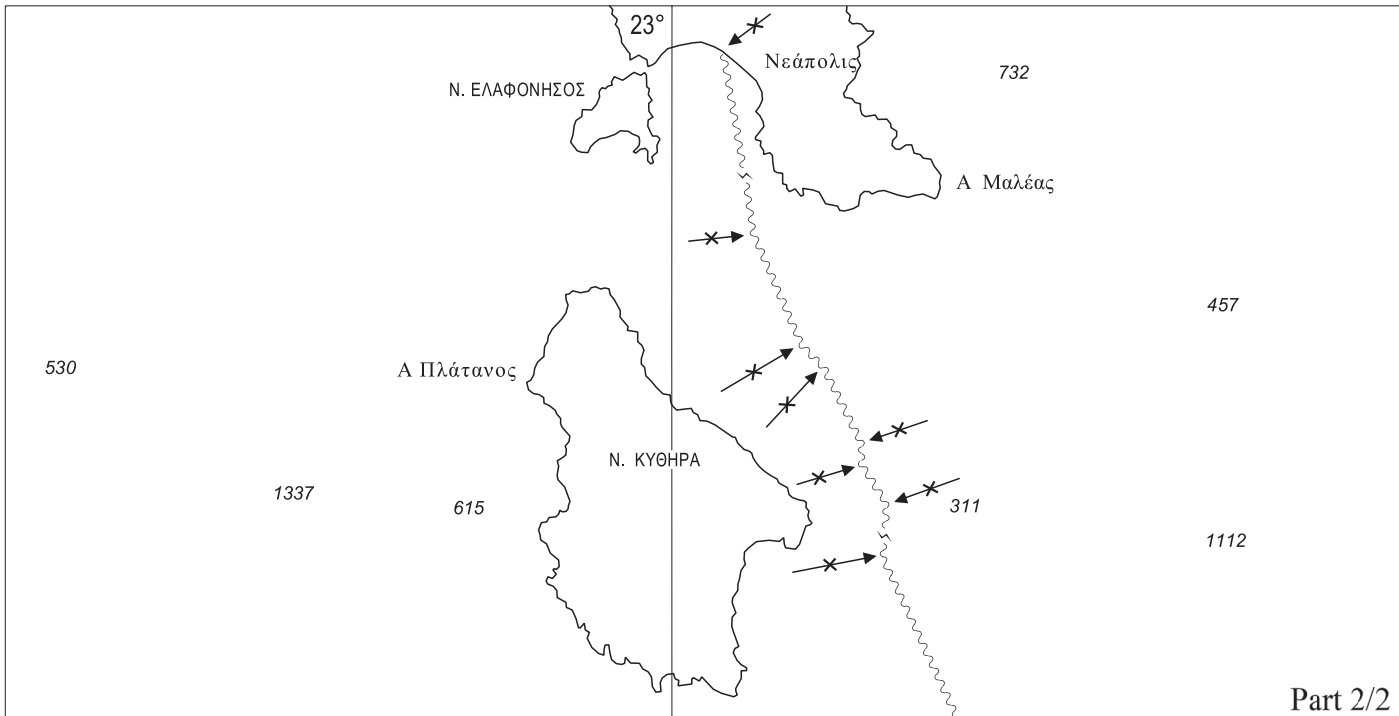 23°
Νεάπολις
732
Ν. ΕΛΑΦΟΝΗΣΟΣ
Α Μαλέας
457
530
Α Πλάτανος
Ν. ΚΥΘΗΡΑ
1337
615
311
1112
Part 2/2